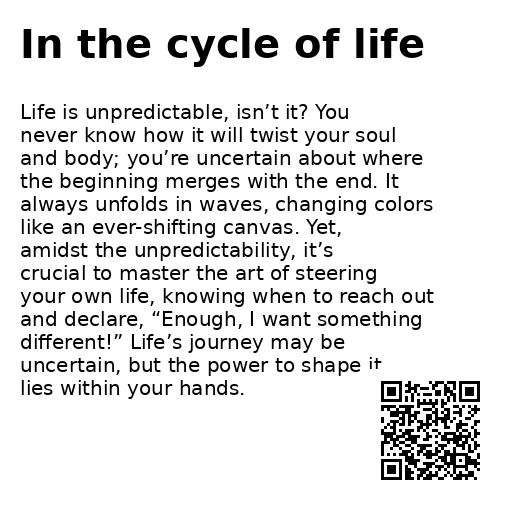 In the cycle of life
Life is unpredictable, isn’t it? You
never know how it will twist your soul
and body; you’re uncertain about where
the beginning merges with the end. It
always unfolds in waves, changing colors
like an ever-shifting canvas. Yet,
amidst the unpredictability, it’s
crucial to master the art of steering
your own life, knowing when to reach out
and declare, “Enough, I want something
different!” Life’s journey may be
uncertain, but the power to shape it
lies within your hands.